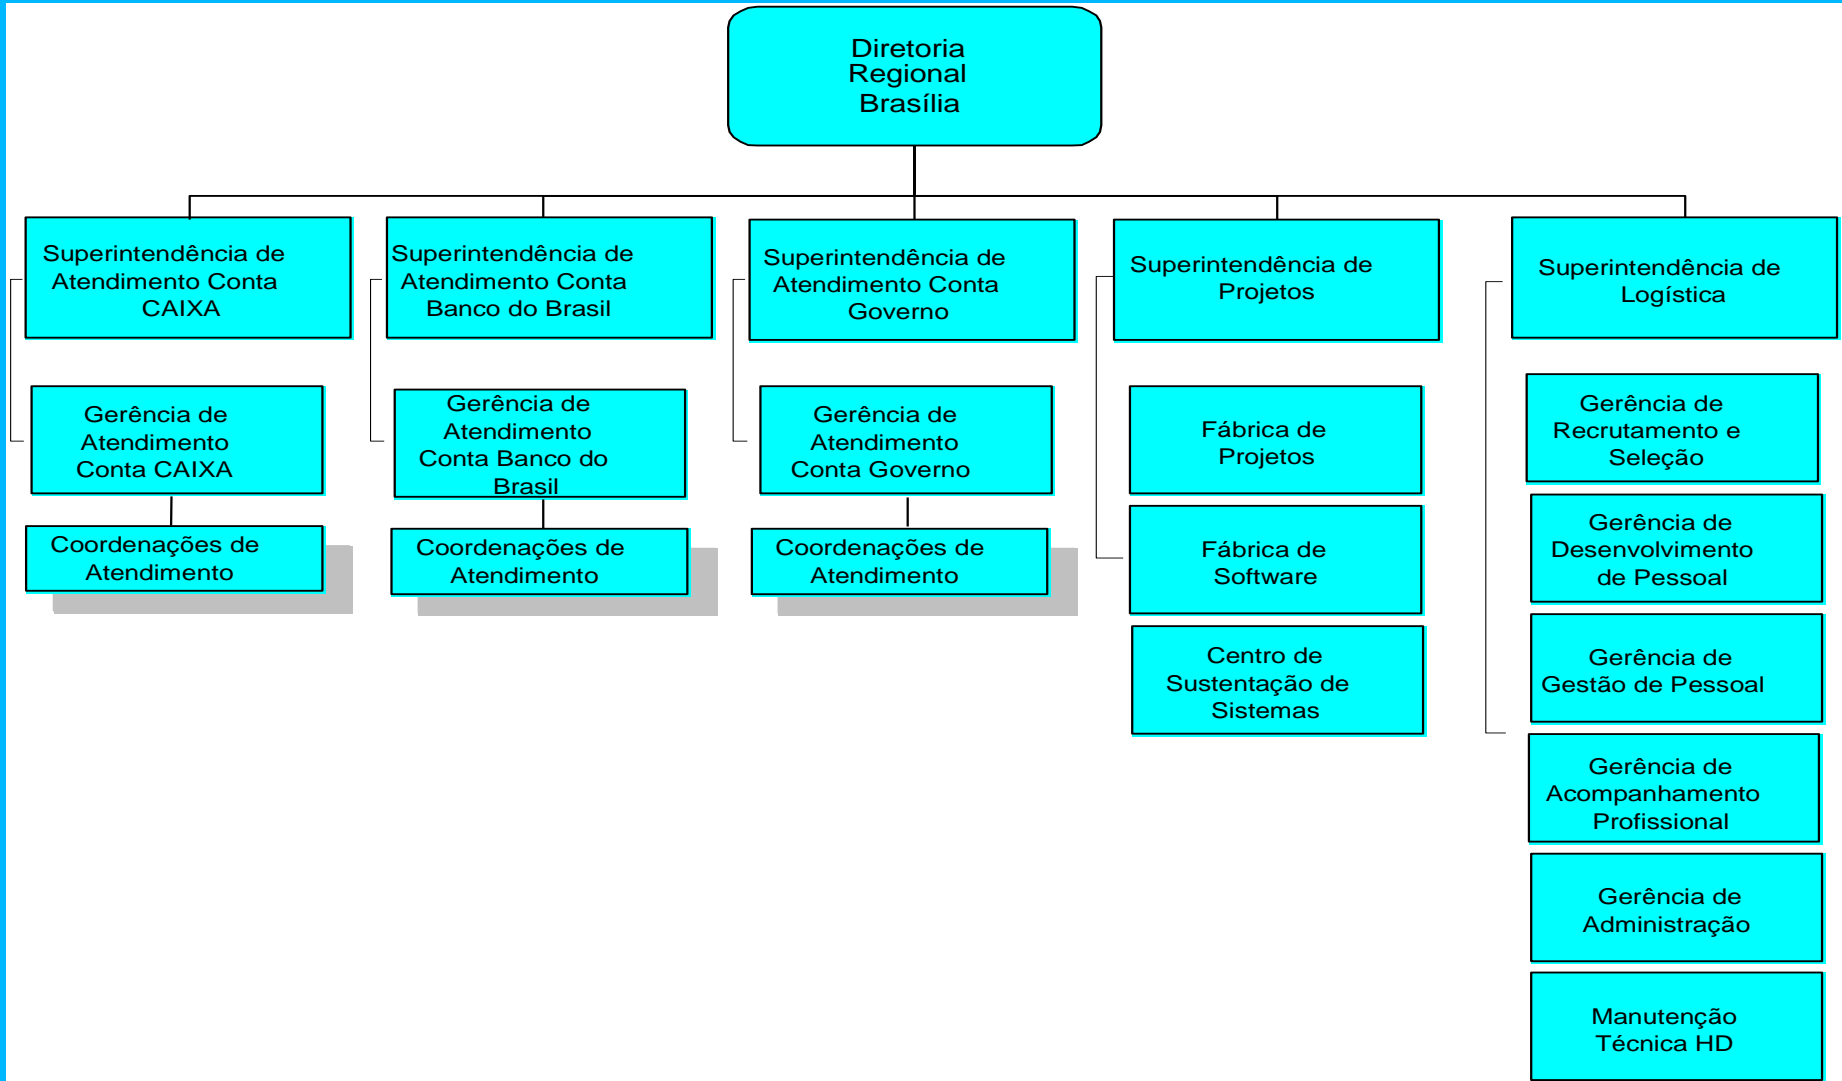 Diretoria
Regional
Brasília
Superintendência de
Atendimento Conta
CAIXA
Superintendência de
Atendimento Conta
Banco do Brasil
Superintendência de
Atendimento Conta
Governo
Superintendência de
Projetos
Superintendência de
Logística
Gerência de
Atendimento
Conta CAIXA
Gerência de
Atendimento
Conta Banco do
Brasil
Gerência de
Atendimento
Conta Governo
Fábrica de
Projetos
Gerência de
Recrutamento e
Seleção
Coordenações de
Atendimento
Coordenações de
Atendimento
Coordenações de
Atendimento
Fábrica de
Software
Gerência de
Desenvolvimento
de Pessoal
Centro de
Sustentação de
Sistemas
Gerência de
Gestão de Pessoal
Gerência de
Acompanhamento
Profissional
Gerência de
Administração
Manutenção
Técnica HD